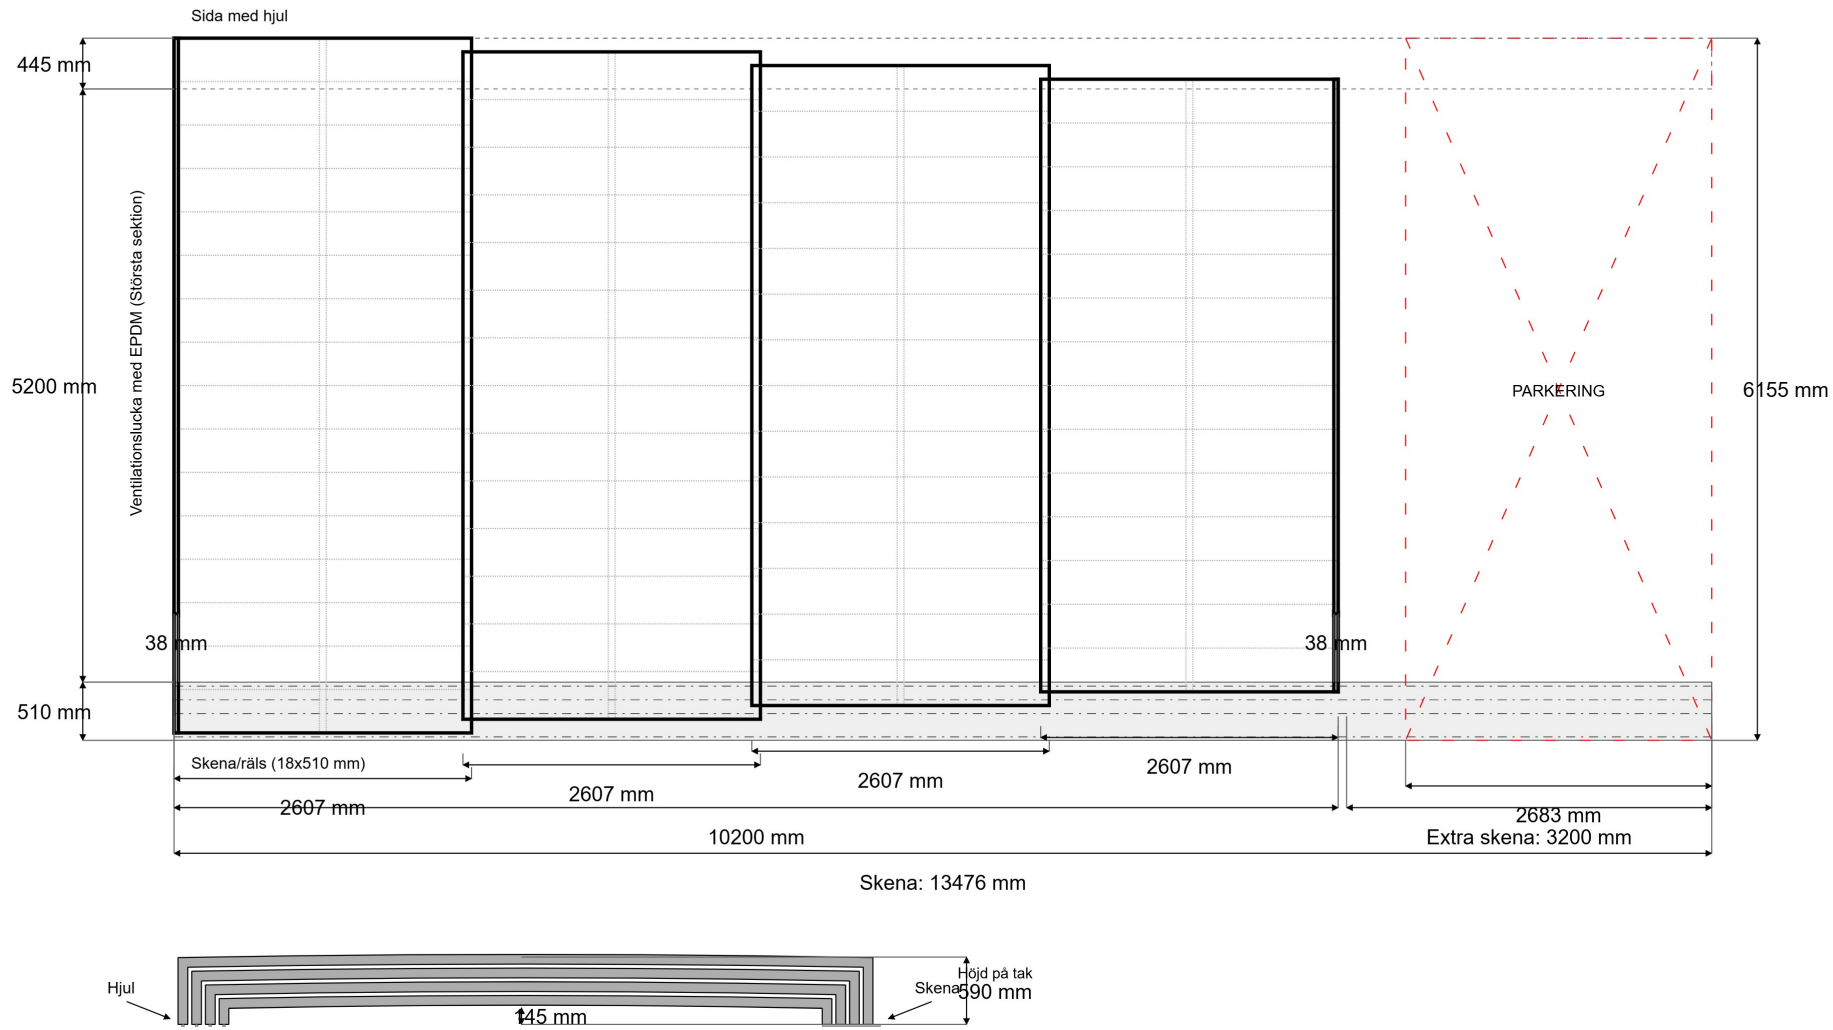 Sida med hjul
445 mm
Ventilationslucka med EPDM (Största sektion)
5200 mm
PARKERING
6155 mm
38 mm
38 mm
510 mm
Skena/räls (18x510 mm)
2607 mm
2607 mm
2607 mm
2607 mm
2683 mm
10200 mm
Extra skena: 3200 mm
Skena: 13476 mm
Hjul
Skena
Höjd på tak
590 mm
145 mm